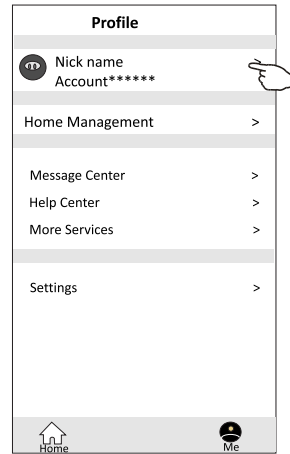 Profile
Nick name
Account******
Home Management >
Message Center >
Help Center >
More Services >
Settings >
Home
Me